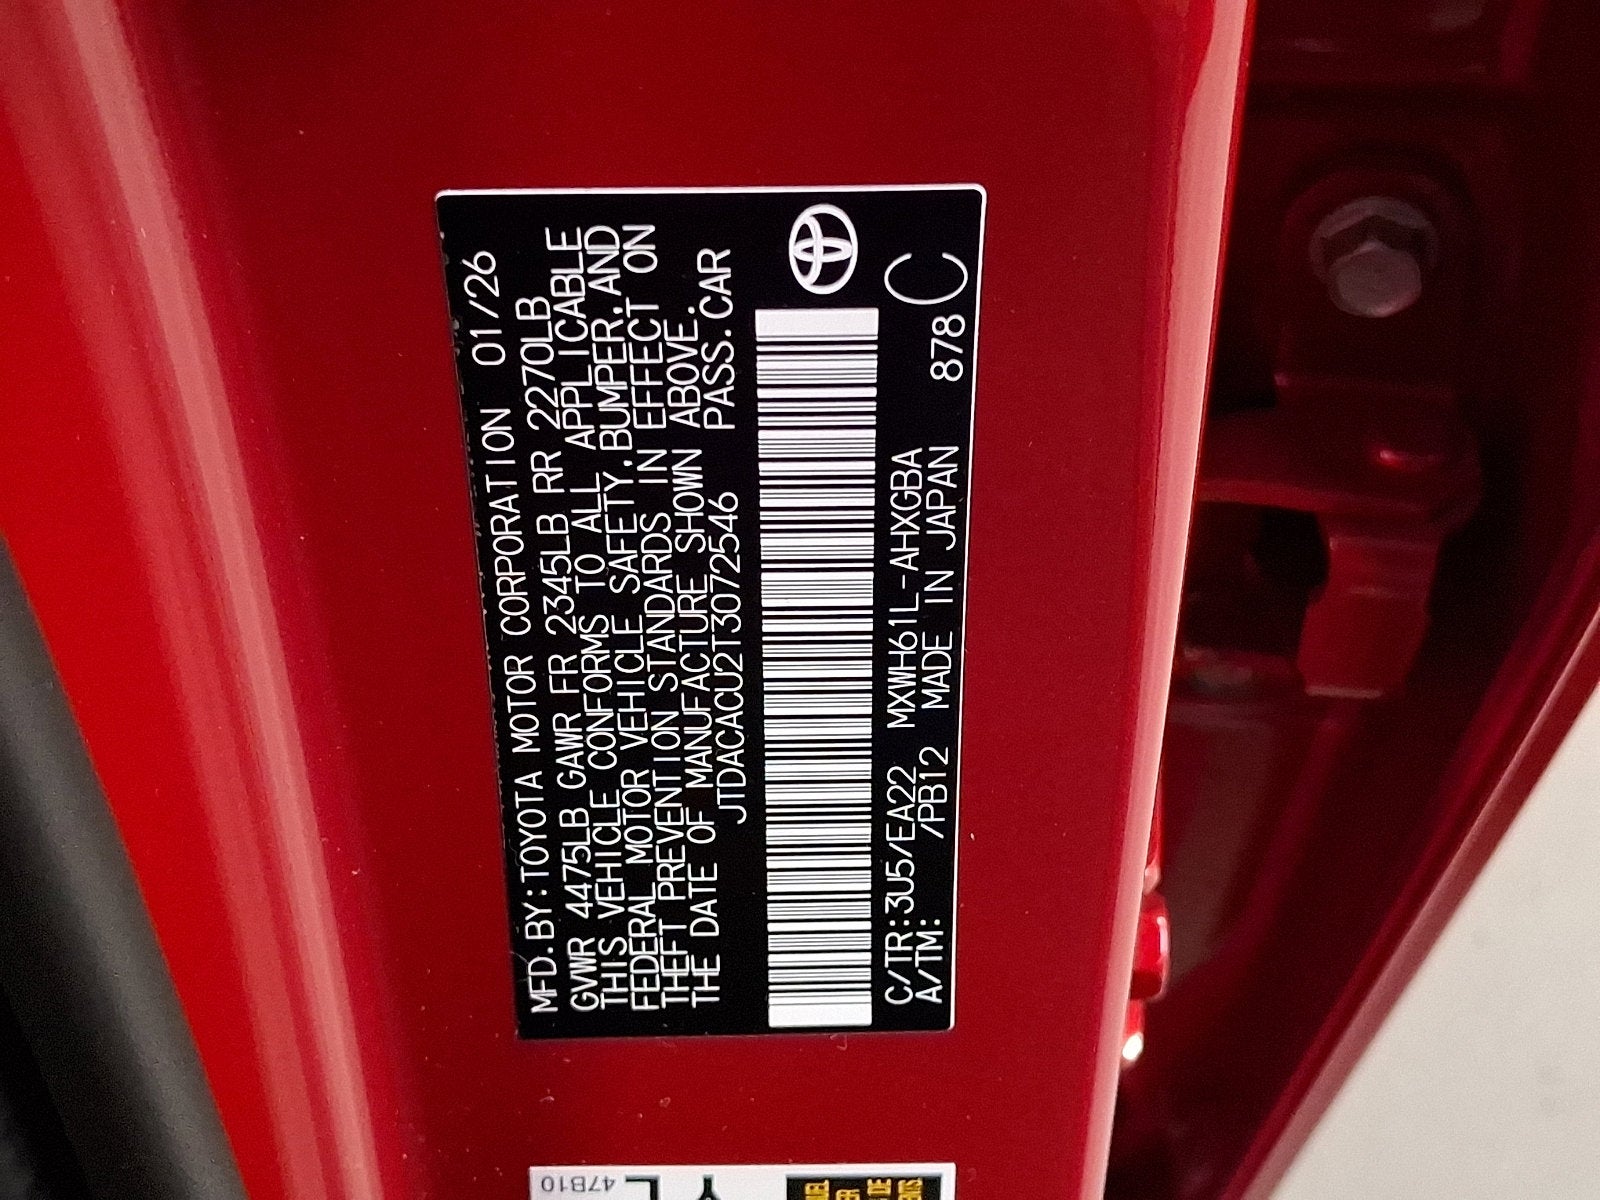 MFD.BY:TOYOTA MOTOR CORPORATION 01/26
GVWR 4475LB GAWR FR 2345LB RR 2270LB
THIS VEHICLE CONFORMS TO ALL APPLICABLE
FEDERAL MOTOR VEHICLE SAFETY,BUMPER,AND
THEFT PREVENTION STANDARDS IN EFFECT ON
THE DATE OF MANUFACTURE SHOWN ABOVE.
JTDACACU2T3072546 PASS.CAR
C/TR:3U5/EA22 MXWH61L-AHXGBA
A/TM: /PB12 MADE IN JAPAN 878 C
47B10